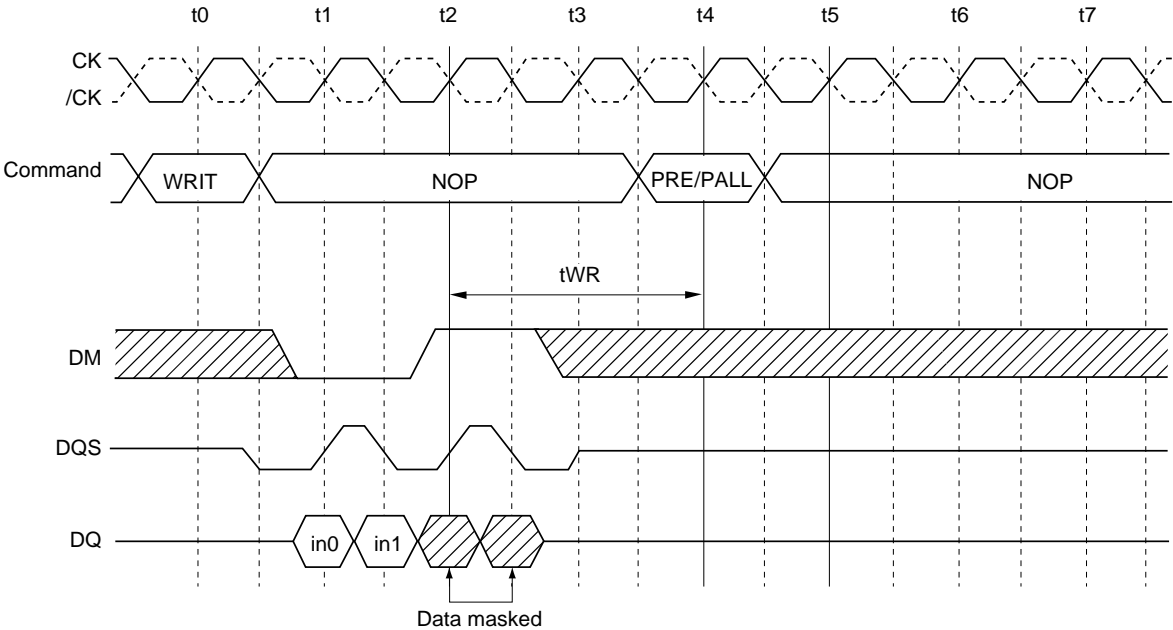 t0 t1 t2 t3 t4 t5 t6 t7
CK
/CK
Command WRIT NOP PRE/PALL NOP
tWR
DM
DQS
DQ in0 in1
Data masked